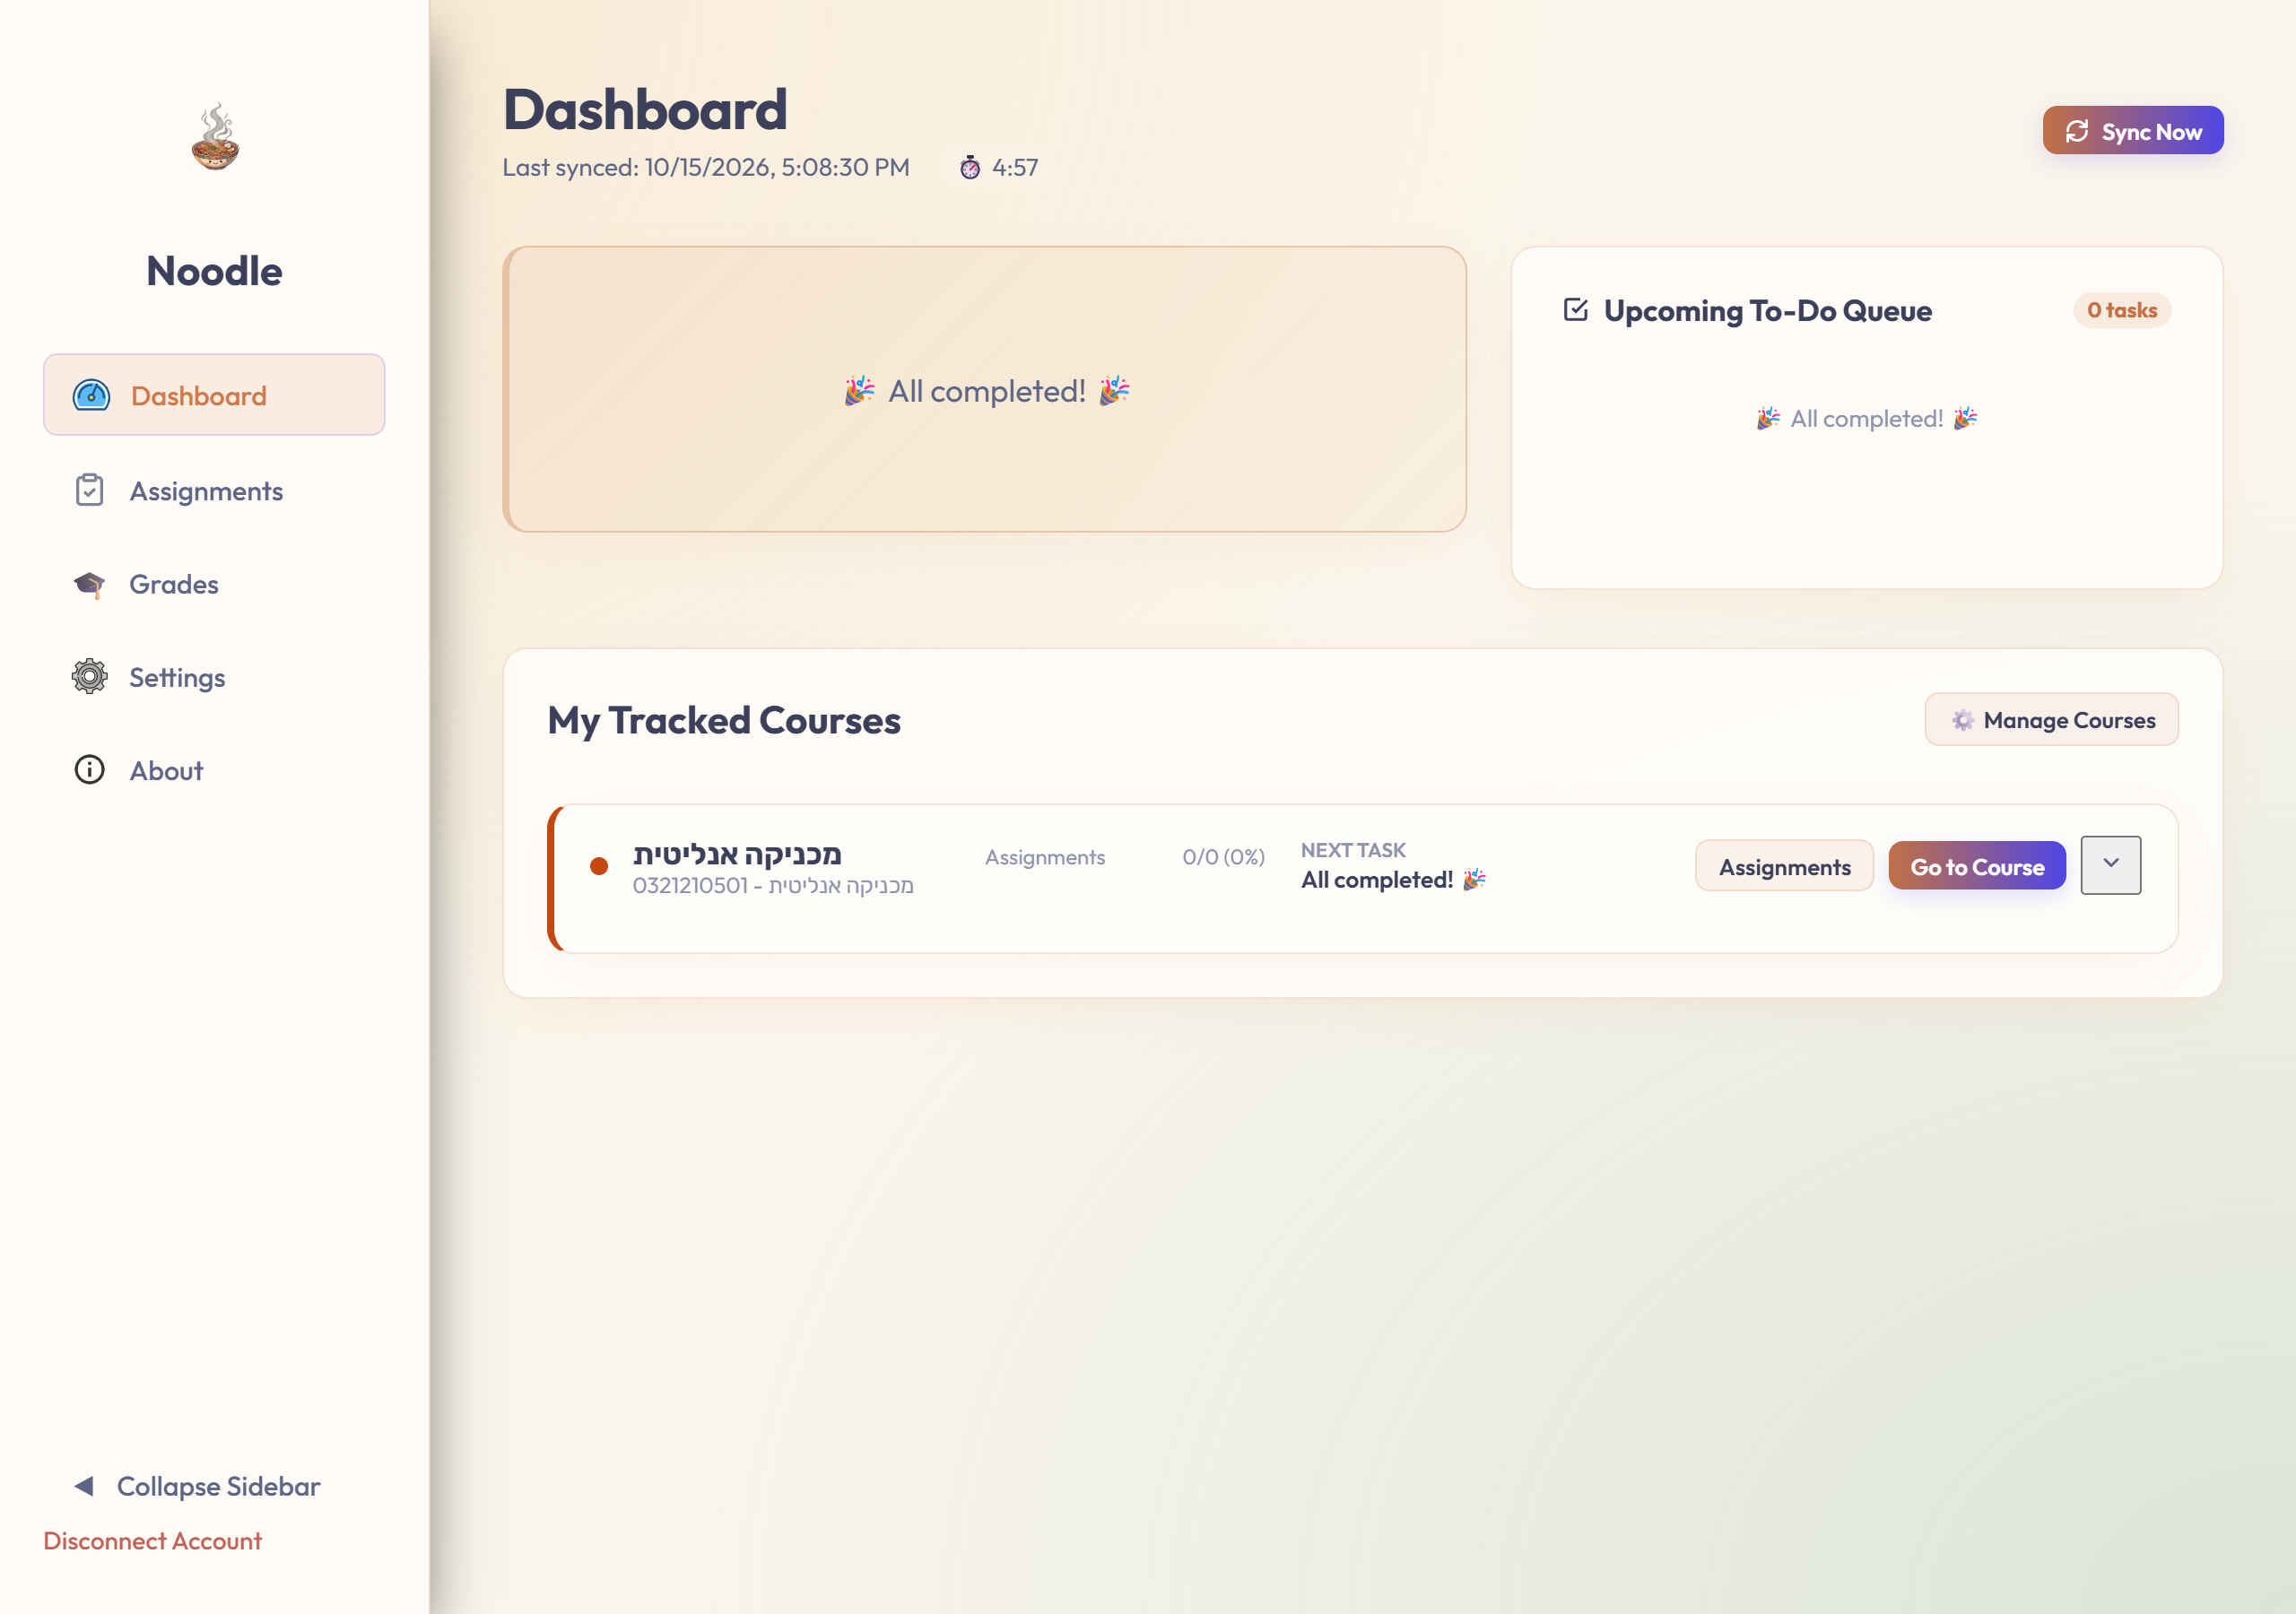 Noodle
Dashboard
Assignments
Grades
Settings
About
Collapse Sidebar
Disconnect Account
Dashboard
Last synced: 10/15/2026, 5:08:30 PM
4:57
Sync Now
All completed!
Upcoming To-Do Queue
0 tasks
All completed!
My Tracked Courses
Manage Courses
מכניקה אנליטית
0321210501 - מכניקה אנליטית
Assignments
0/0 (0%)
NEXT TASK
All completed!
Assignments
Go to Course